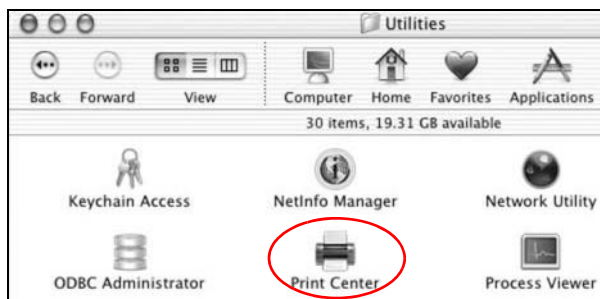 Utilities
Back Forward View Computer Home Favorites Applications
30 items, 19.31 GB available
Keychain Access NetInfo Manager Network Utility
ODBC Administrator Print Center Process Viewer